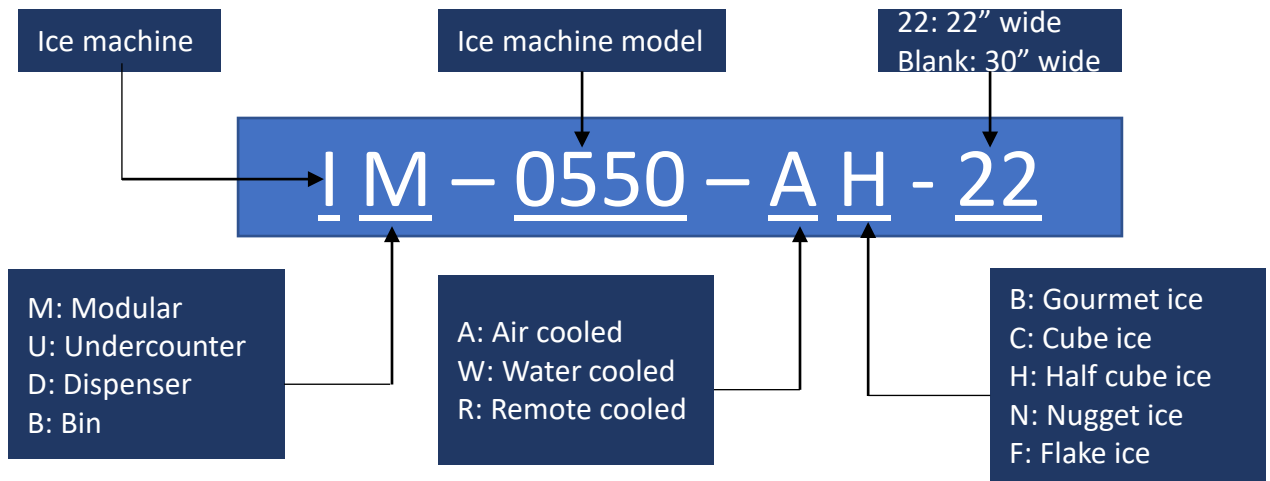 Ice machine
Ice machine model
22: 22” wide
Blank: 30” wide
I M – 0550 – A H - 22
M: Modular
U: Undercounter
D: Dispenser
B: Bin
A: Air cooled
W: Water cooled
R: Remote cooled
B: Gourmet ice
C: Cube ice
H: Half cube ice
N: Nugget ice
F: Flake ice